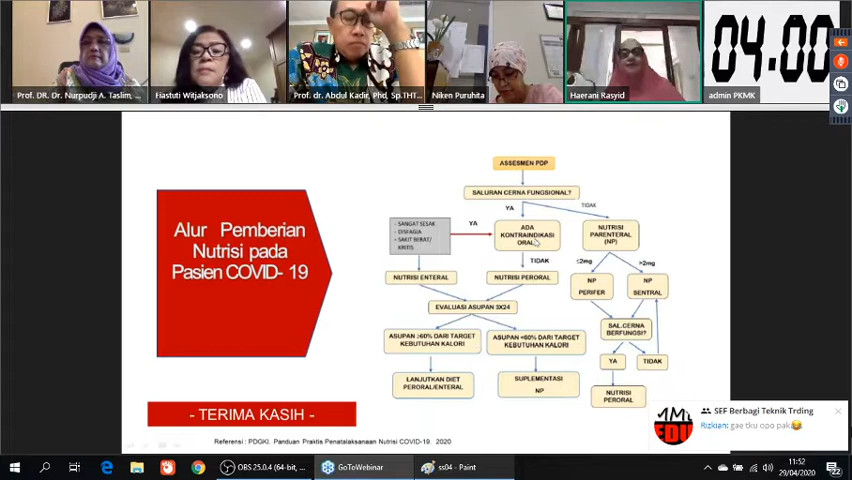 04.00
Prof. DR. Dr. Nurpudji A. Taslim, ...
Fiastuti Witjaksono
Prof. dr. Abdul Kadir, Phd, Sp.THT...
Niken Puruhita
Haerani Rasyid
admin PKMK
Alur Pemberian
Nutrisi pada
Pasien COVID- 19
- TERIMA KASIH -
ASSESMEN PDP
SALURAN CERNA FUNGSIONAL?
YA
TIDAK
- SANGAT SESAK
- DISFAGIA
- SAKIT BERAT/
KRITIS
YA
ADA
KONTRAINDIKASI
ORAL
NUTRISI
PARENTERAL
(NP)
TIDAK
≤2mg
>2mg
NUTRISI ENTERAL
NUTRISI PERORAL
NP
PERIFER
NP
SENTRAL
EVALUASI ASUPAN 3X24
SAL.CERNA
BERFUNGSI?
ASUPAN ≥60% DARI TARGET
KEBUTUHAN KALORI
ASUPAN <60% DARI TARGET
KEBUTUHAN KALORI
YA
TIDAK
LANJUTKAN DIET
PERORAL/ENTERAL
SUPLEMENTASI
NP
NUTRISI
PERORAL
Referensi : PDGKI. Panduan Praktis Penatalaksanaan Nutrisi COVID-19. 2020
SEF Berbagi Teknik Trding
Rizkian: gae tku opo pak
OBS 25.0.4 (64-bit, ...
GoToWebinar
ss04 - Paint
11:52
29/04/2020
22